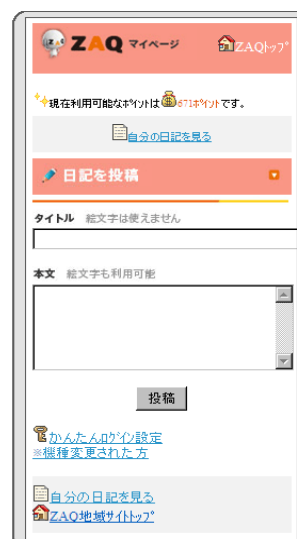 ZAQ マイページ ZAQﾄｯﾌﾟ
現在利用可能なﾎﾟｲﾝﾄは671ﾎﾟｲﾝﾄです。
自分の日記を見る
日記を投稿
タイトル 絵文字は使えません
本文 絵文字も利用可能
投稿
かんたんﾛｸﾞｲﾝ設定
※機種変更された方
自分の日記を見る
ZAQ地域ｻｲﾄﾄｯﾌﾟ